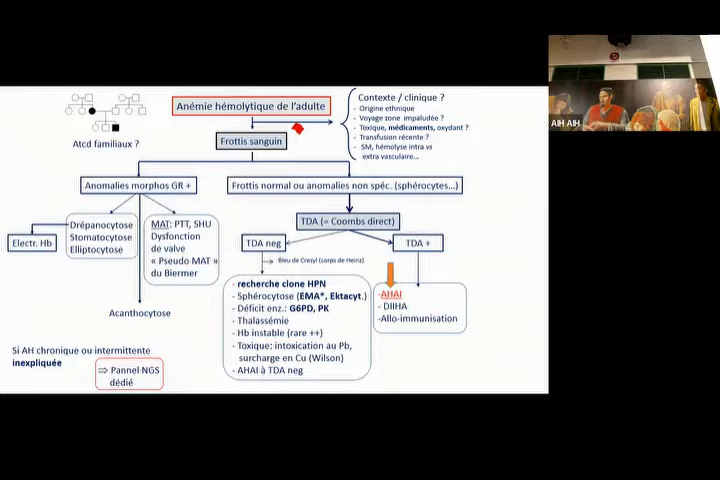 Anémie hémolytique de l'adulte
Contexte / clinique ?
- Origine ethnique
- Voyage zone impaludée ?
- Toxique, médicaments, oxydant ?
- Transfusion récente ?
- SM, hémolyse intra vs
extra vasculaire...
Atcd familiaux ?
Frottis sanguin
Anomalies morphos GR +
Frottis normal ou anomalies non spéc. (sphérocytes...)
Electr. Hb
Drépanocytose
Stomatocytose
Elliptocytose
MAT: PTT, SHU
Dysfonction
de valve
« Pseudo MAT »
du Biermer
Acanthocytose
TDA (= Coombs direct)
TDA neg
TDA +
Bleu de Cresyl (corps de Heinz)
- recherche clone HPN
- Sphérocytose (EMA*, Ektacyt.)
- Déficit enz.: G6PD, PK
- Thalassémie
- Hb instable (rare ++)
- Toxique: intoxication au Pb,
surcharge en Cu (Wilson)
- AHAI à TDA neg
-AHAI
- DIIHA
-Allo-immunisation
Si AH chronique ou intermittente
inexpliquée
⇒ Pannel NGS
dédié
AIH AIH